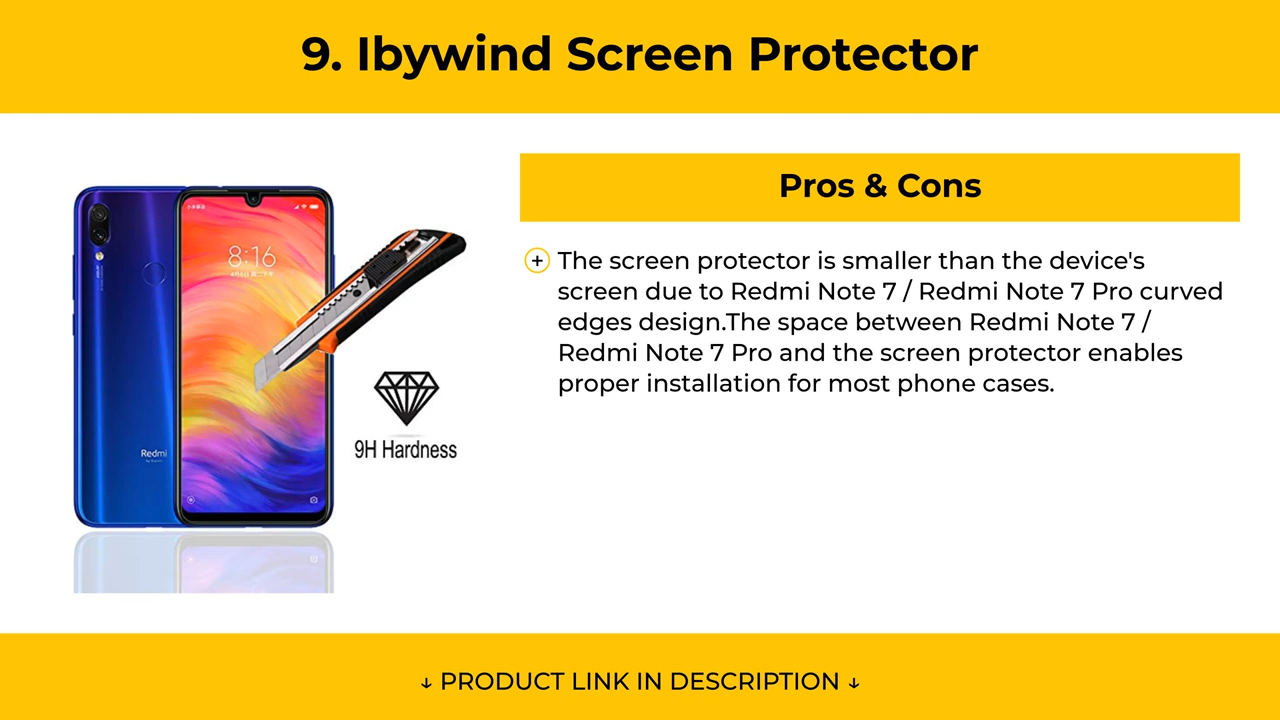 9. Ibywind Screen Protector
Pros & Cons
The screen protector is smaller than the device's
screen due to Redmi Note 7 / Redmi Note 7 Pro curved
edges design.The space between Redmi Note 7 /
Redmi Note 7 Pro and the screen protector enables
proper installation for most phone cases.
8:16
Redmi
9H Hardness
↓ PRODUCT LINK IN DESCRIPTION ↓